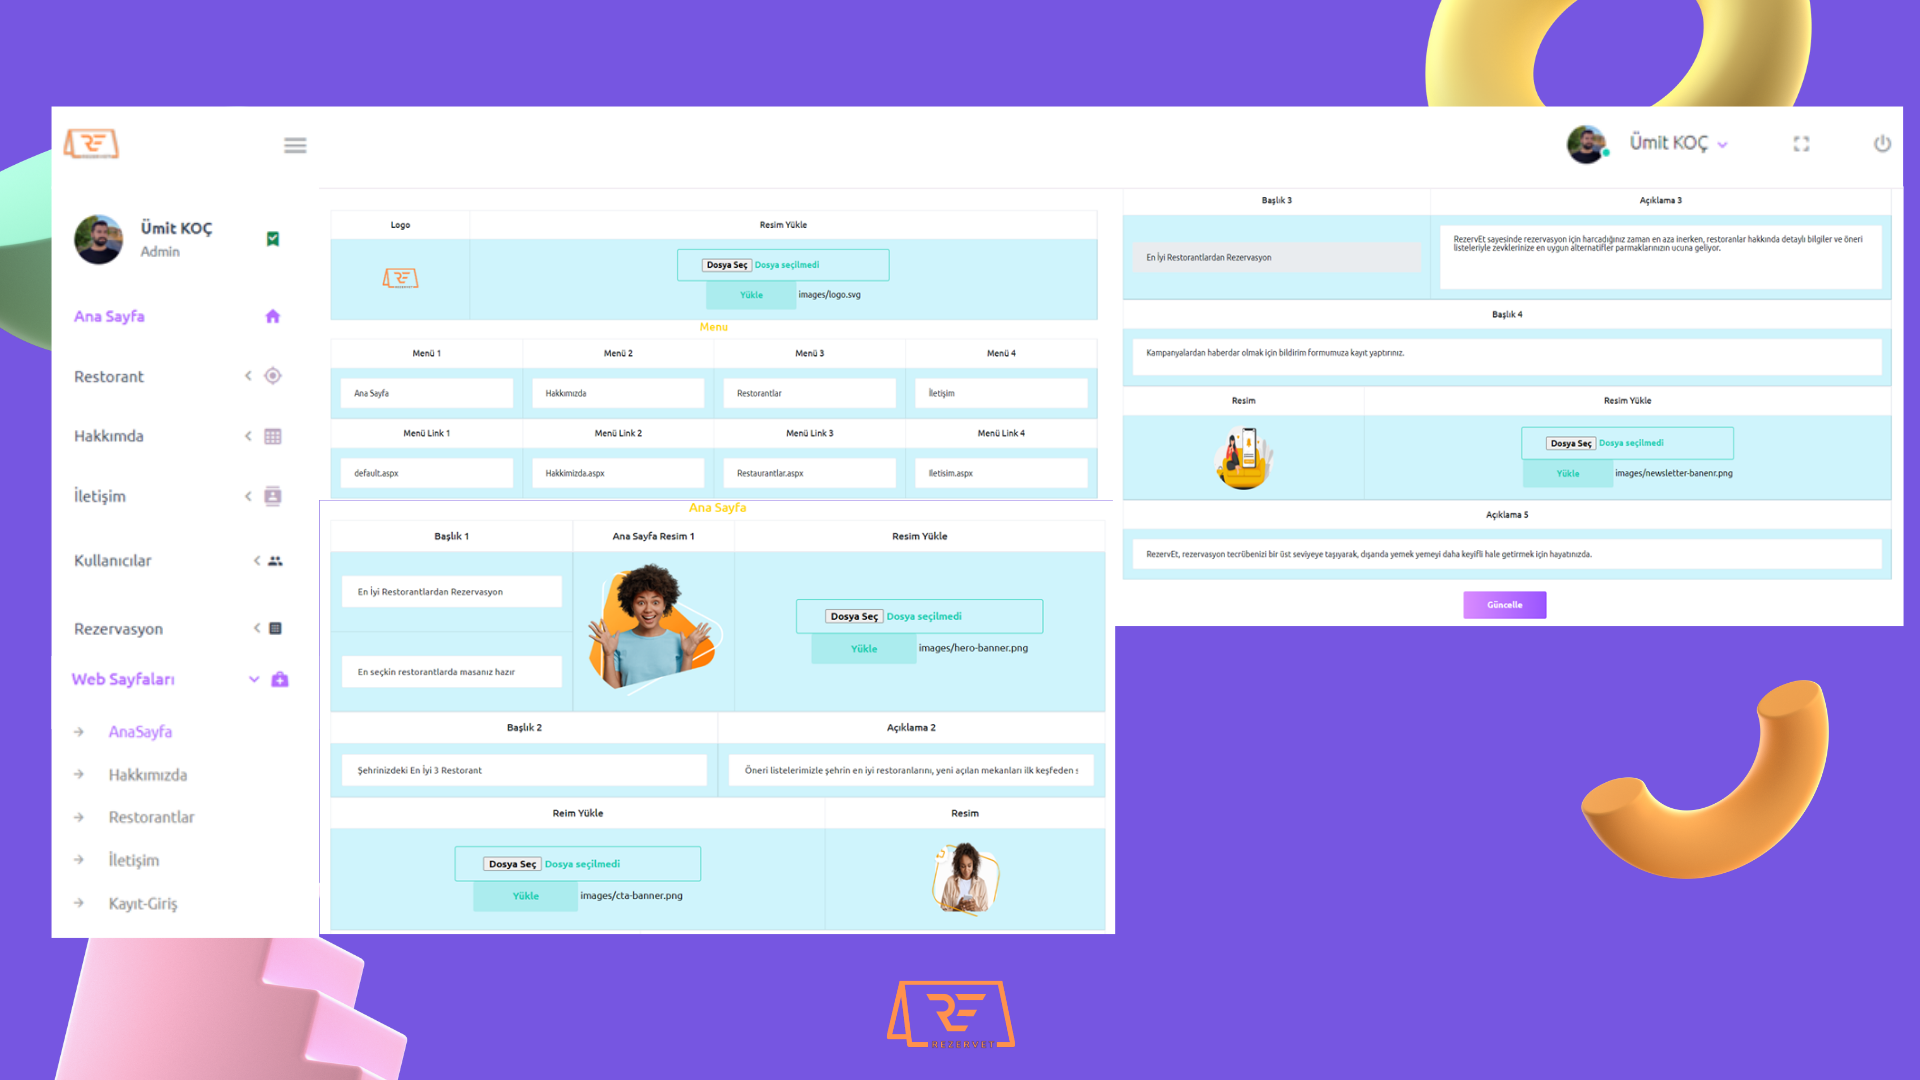 RE
REZERVET
Ümit KOÇ
Ümit KOÇ
Admin
Ana Sayfa
Restorant
Hakkımda
İletişim
Kullanıcılar
Rezervasyon
Web Sayfaları
AnaSayfa
Hakkımızda
Restorantlar
İletişim
Kayıt-Giriş
Logo
Resim Yükle
RE
Dosya Seç Dosya seçilmedi
Yükle images/logo.svg
Menu
Menü 1 Menü 2 Menü 3 Menü 4
Ana Sayfa Hakkımızda Restorantlar İletişim
Menü Link 1 Menü Link 2 Menü Link 3 Menü Link 4
default.aspx Hakkimizda.aspx Restaurantlar.aspx Iletisim.aspx
Ana Sayfa
Başlık 1 Ana Sayfa Resim 1 Resim Yükle
En İyi Restorantlardan Rezervasyon
Dosya Seç Dosya seçilmedi
Yükle images/hero-banner.png
En seçkin restorantlarda masanız hazır
Başlık 2 Açıklama 2
Şehrinizdeki En İyi 3 Restorant
Öneri listelerimizle şehrin en iyi restoranlarını, yeni açılan mekanları ilk keşfeden s
Reim Yükle Resim
Dosya Seç Dosya seçilmedi
Yükle images/cta-banner.png
Başlık 3 Açıklama 3
En İyi Restorantlardan Rezervasyon
RezervEt sayesinde rezervasyon için harcadığınız zaman en aza inerken, restoranlar hakkında detaylı bilgiler ve öneri
listeleriyle zevklerinize en uygun alternatifler parmaklarınızın ucuna geliyor.
Başlık 4
Kampanyalardan haberdar olmak için bildirim formumuza kayıt yaptırınız.
Resim Resim Yükle
Dosya Seç Dosya seçilmedi
Yükle images/newsletter-banenr.png
Açıklama 5
RezervEt, rezervasyon tecrübenizi bir üst seviyeye taşıyarak, dışarıda yemek yemeyi daha keyifli hale getirmek için hayatınızda.
Güncelle
RE
REZERVET